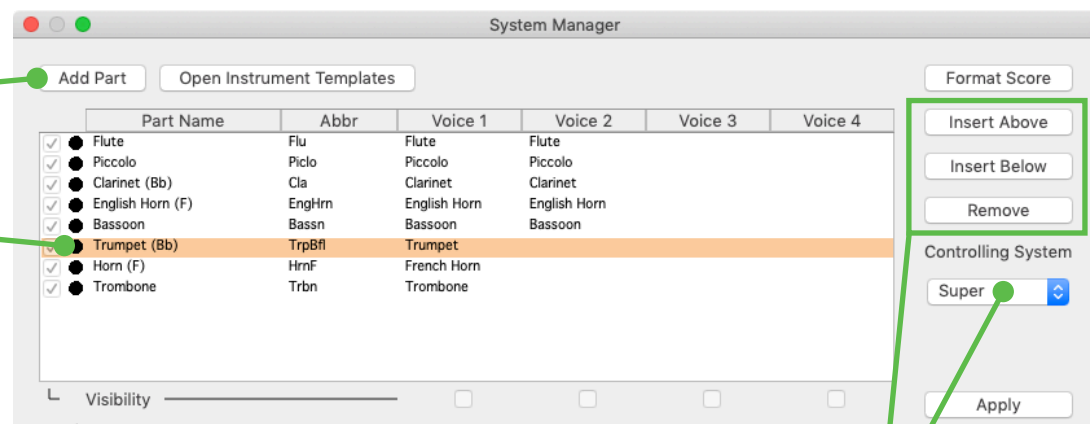 System Manager
Add Part Open Instrument Templates Format Score
Part Name Abbr Voice 1 Voice 2 Voice 3 Voice 4
Flute Flu Flute Flute
Piccolo Piclo Piccolo Piccolo
Clarinet (Bb) Cla Clarinet Clarinet
English Horn (F) EngHrn English Horn English Horn
Bassoon Bassn Bassoon Bassoon
Trumpet (Bb) TrpBfl Trumpet
Horn (F) HrnF French Horn
Trombone Trbn Trombone
Insert Above
Insert Below
Remove
Controlling System
Super
Visibility
Apply